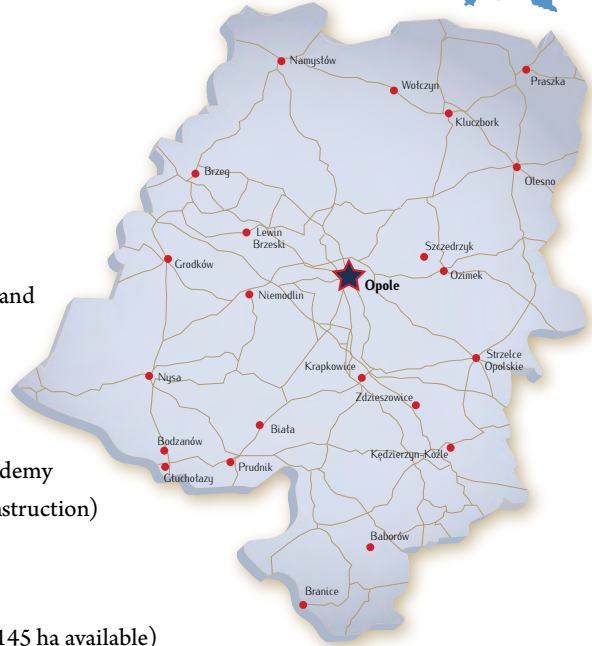 Namysłów
Praszka
Wołczyn
Kluczbork
Brzeg
Olesno
Lewin
Brzeski
Szczedrzyk
Grodków
Ozimek
Opole
and
Niemodlin
Strzelce
Opolskie
Krapkowice
Nysa
Zdzieszowice
Biała
Bodzanów
Kędzierzyn-Koźle
demy
Prudnik
Głuchołazy
nstruction)
Baborów
Branice
145 ha available)